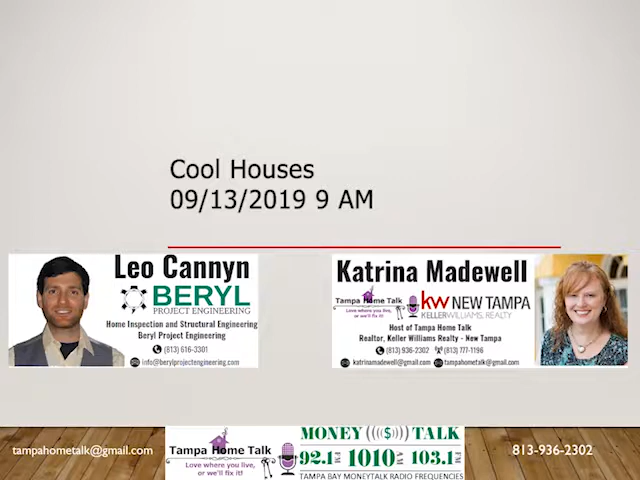 Cool Houses
09/13/2019 9 AM
Leo Cannyn
BERYL
PROJECT ENGINEERING
Home Inspection and Structural Engineering
Beryl Project Engineering
(813) 616-3301
info@berylprojectengineering.com
Katrina Madewell
Tampa Home Talk
Love where you live,
or we'll fix it!
kw NEW TAMPA
KELLERWILLIAMS. REALTY
Host of Tampa Home Talk
Realtor, Keller Williams Realty - New Tampa
(813) 936-2302 (813) 777-1196
katrinamadewell@gmail.com tampahometalk@gmail.com
tampahometalk@gmail.com
Tampa Home Talk
Love where you live,
or we'll fix it!
MONEY ((($))) TALK
92.1 FM 1010 AM 103.1 FM
TAMPA BAY MONEYTALK RADIO FREQUENCIES
813-936-2302